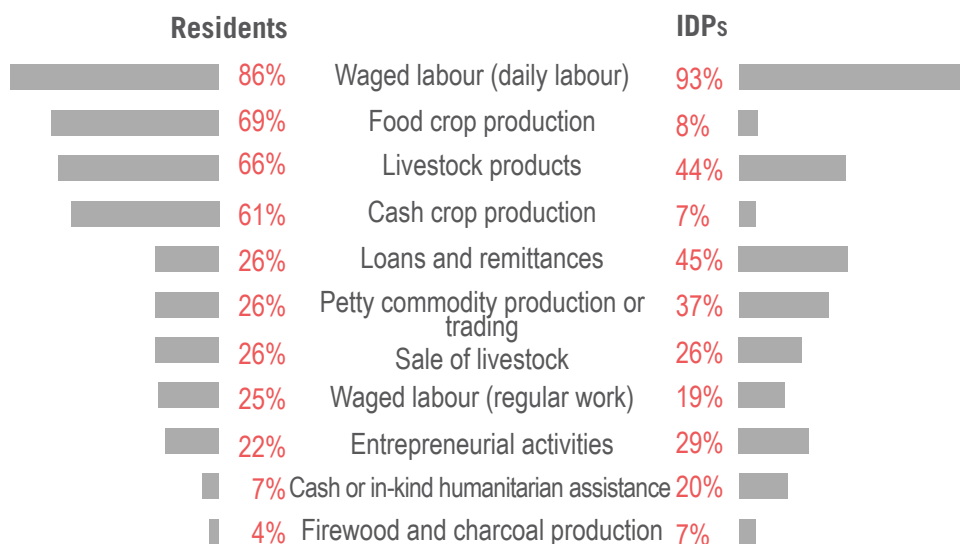 Residents IDPs
86% Waged labour (daily labour) 93%
69% Food crop production 8%
66% Livestock products 44%
61% Cash crop production 7%
26% Loans and remittances 45%
26% Petty commodity production or 37%
trading
26% Sale of livestock 26%
25% Waged labour (regular work) 19%
22% Entrepreneurial activities 29%
7% Cash or in-kind humanitarian assistance 20%
4% Firewood and charcoal production 7%